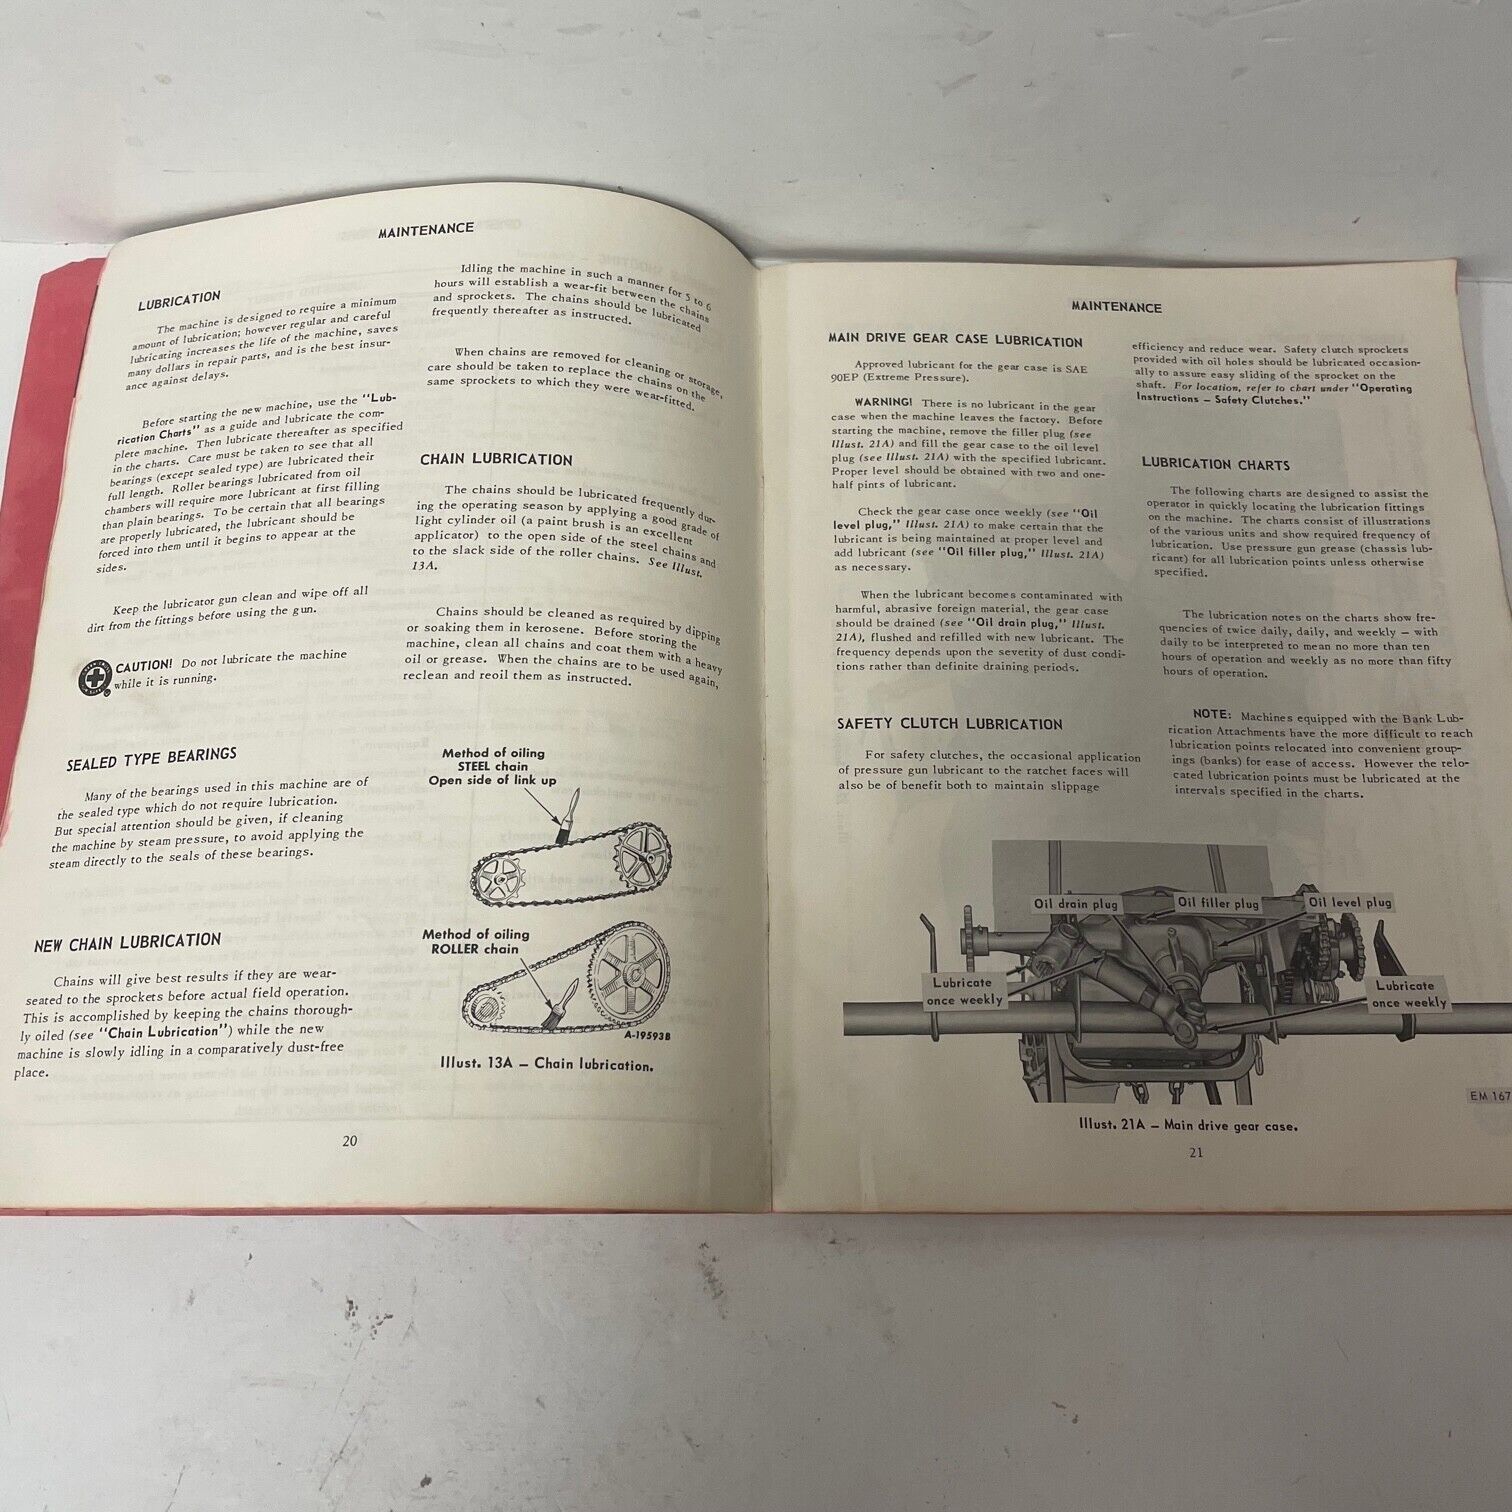 MAINTENANCE
LUBRICATION
The machine is designed to require a minimum
amount of lubrication; however regular and careful
lubricating increases the life of the machine, saves
many dollars in repair parts, and is the best insur-
ance against delays.
Before starting the new machine, use the "Lub-
rication Charts" as a guide and lubricate the com-
plete machine. Then lubricate thereafter as specified
in the charts. Care must be taken to see that all
bearings (except sealed type) are lubricated their
full length. Roller bearings lubricated from oil
chambers will require more lubricant at first filling
than plain bearings. To be certain that all bearings
are properly lubricated, the lubricant should be
forced into them until it begins to appear at the
sides.
Keep the lubricator gun clean and wipe off all
dirt from the fittings before using the gun.
CAUTION! Do not lubricate the machine
while it is running.
SEALED TYPE BEARINGS
Many of the bearings used in this machine are of
the sealed type which do not require lubrication.
But special attention should be given, if cleaning
the machine by steam pressure, to avoid applying the
steam directly to the seals of these bearings.
NEW CHAIN LUBRICATION
Chains will give best results if they are wear-
seated to the sprockets before actual field operation.
This is accomplished by keeping the chains thorough-
ly oiled (see "Chain Lubrication") while the new
machine is slowly idling in a comparatively dust-free
place.
Idling the machine in such a manner for 5 to 6
hours will establish a wear-fit between the chains
and sprockets. The chains should be lubricated
frequently thereafter as instructed.
When chains are removed for cleaning or storage,
care should be taken to replace the chains on the
same sprockets to which they were wear-fitted.
CHAIN LUBRICATION
The chains should be lubricated frequently dur-
ing the operating season by applying a good grade of
light cylinder oil (a paint brush is an excellent
applicator) to the open side of the steel chains and
to the slack side of the roller chains. See Illust.
13A.
Chains should be cleaned as required by dipping
or soaking them in kerosene. Before storing the
machine, clean all chains and coat them with a heavy
oil or grease. When the chains are to be used again,
reclean and reoil them as instructed.
Method of oiling
STEEL chain
Open side of link up
Method of oiling
ROLLER chain
A-19593B
Illust. 13A – Chain lubrication.
20
MAINTENANCE
MAIN DRIVE GEAR CASE LUBRICATION
Approved lubricant for the gear case is SAE
90EP (Extreme Pressure).
WARNING! There is no lubricant in the gear
case when the machine leaves the factory. Before
starting the machine, remove the filler plug (see
Illust. 21A) and fill the gear case to the oil level
plug (see Illust. 21A) with the specified lubricant.
Proper level should be obtained with two and one-
half pints of lubricant.
Check the gear case once weekly (see "Oil
level plug," Illust. 21A) to make certain that the
lubricant is being maintained at proper level and
add lubricant (see "Oil filler plug," Illust. 21A)
as necessary.
When the lubricant becomes contaminated with
harmful, abrasive foreign material, the gear case
should be drained (see "Oil drain plug," Illust.
21A), flushed and refilled with new lubricant. The
frequency depends upon the severity of dust condi-
tions rather than definite draining periods.
SAFETY CLUTCH LUBRICATION
For safety clutches, the occasional application
of pressure gun lubricant to the ratchet faces will
also be of benefit both to maintain slippage
efficiency and reduce wear. Safety clutch sprockets
provided with oil holes should be lubricated occasion-
ally to assure easy sliding of the sprocket on the
shaft. For location, refer to chart under "Operating
Instructions – Safety Clutches."
LUBRICATION CHARTS
The following charts are designed to assist the
operator in quickly locating the lubrication fittings
on the machine. The charts consist of illustrations
of the various units and show required frequency of
lubrication. Use pressure gun grease (chassis lub-
ricant) for all lubrication points unless otherwise
specified.
The lubrication notes on the charts show fre-
quencies of twice daily, daily, and weekly – with
daily to be interpreted to mean no more than ten
hours of operation and weekly as no more than fifty
hours of operation.
NOTE: Machines equipped with the Bank Lub-
rication Attachments have the more difficult to reach
lubrication points relocated into convenient group-
ings (banks) for ease of access. However the relo-
cated lubrication points must be lubricated at the
intervals specified in the charts.
Oil drain plug
Oil filler plug
Oil level plug
Lubricate
once weekly
Lubricate
once weekly
EM 167
Illust. 21A – Main drive gear case.
21